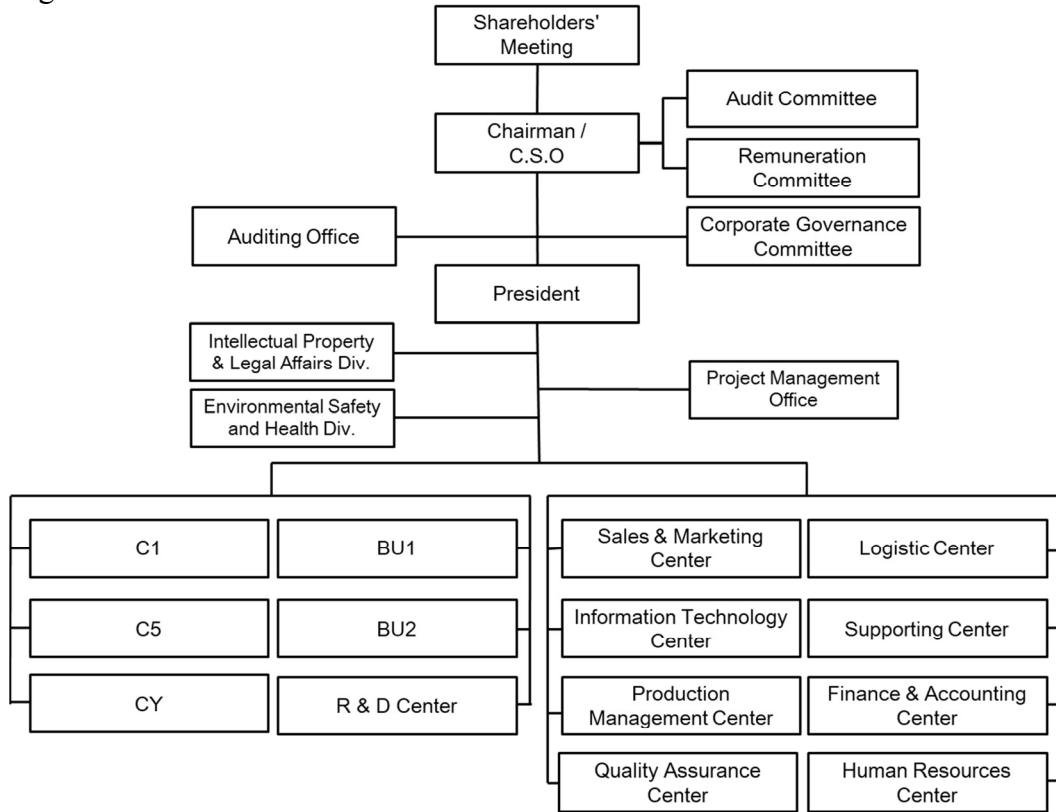 Shareholders'
Meeting
Chairman /
C.S.O
Audit Committee
Remuneration
Committee
Auditing Office
Corporate Governance
Committee
President
Intellectual Property
& Legal Affairs Div.
Project Management
Office
Environmental Safety
and Health Div.
C1
BU1
Sales & Marketing
Center
Logistic Center
C5
BU2
Information Technology
Center
Supporting Center
CY
R & D Center
Production
Management Center
Finance & Accounting
Center
Quality Assurance
Center
Human Resources
Center